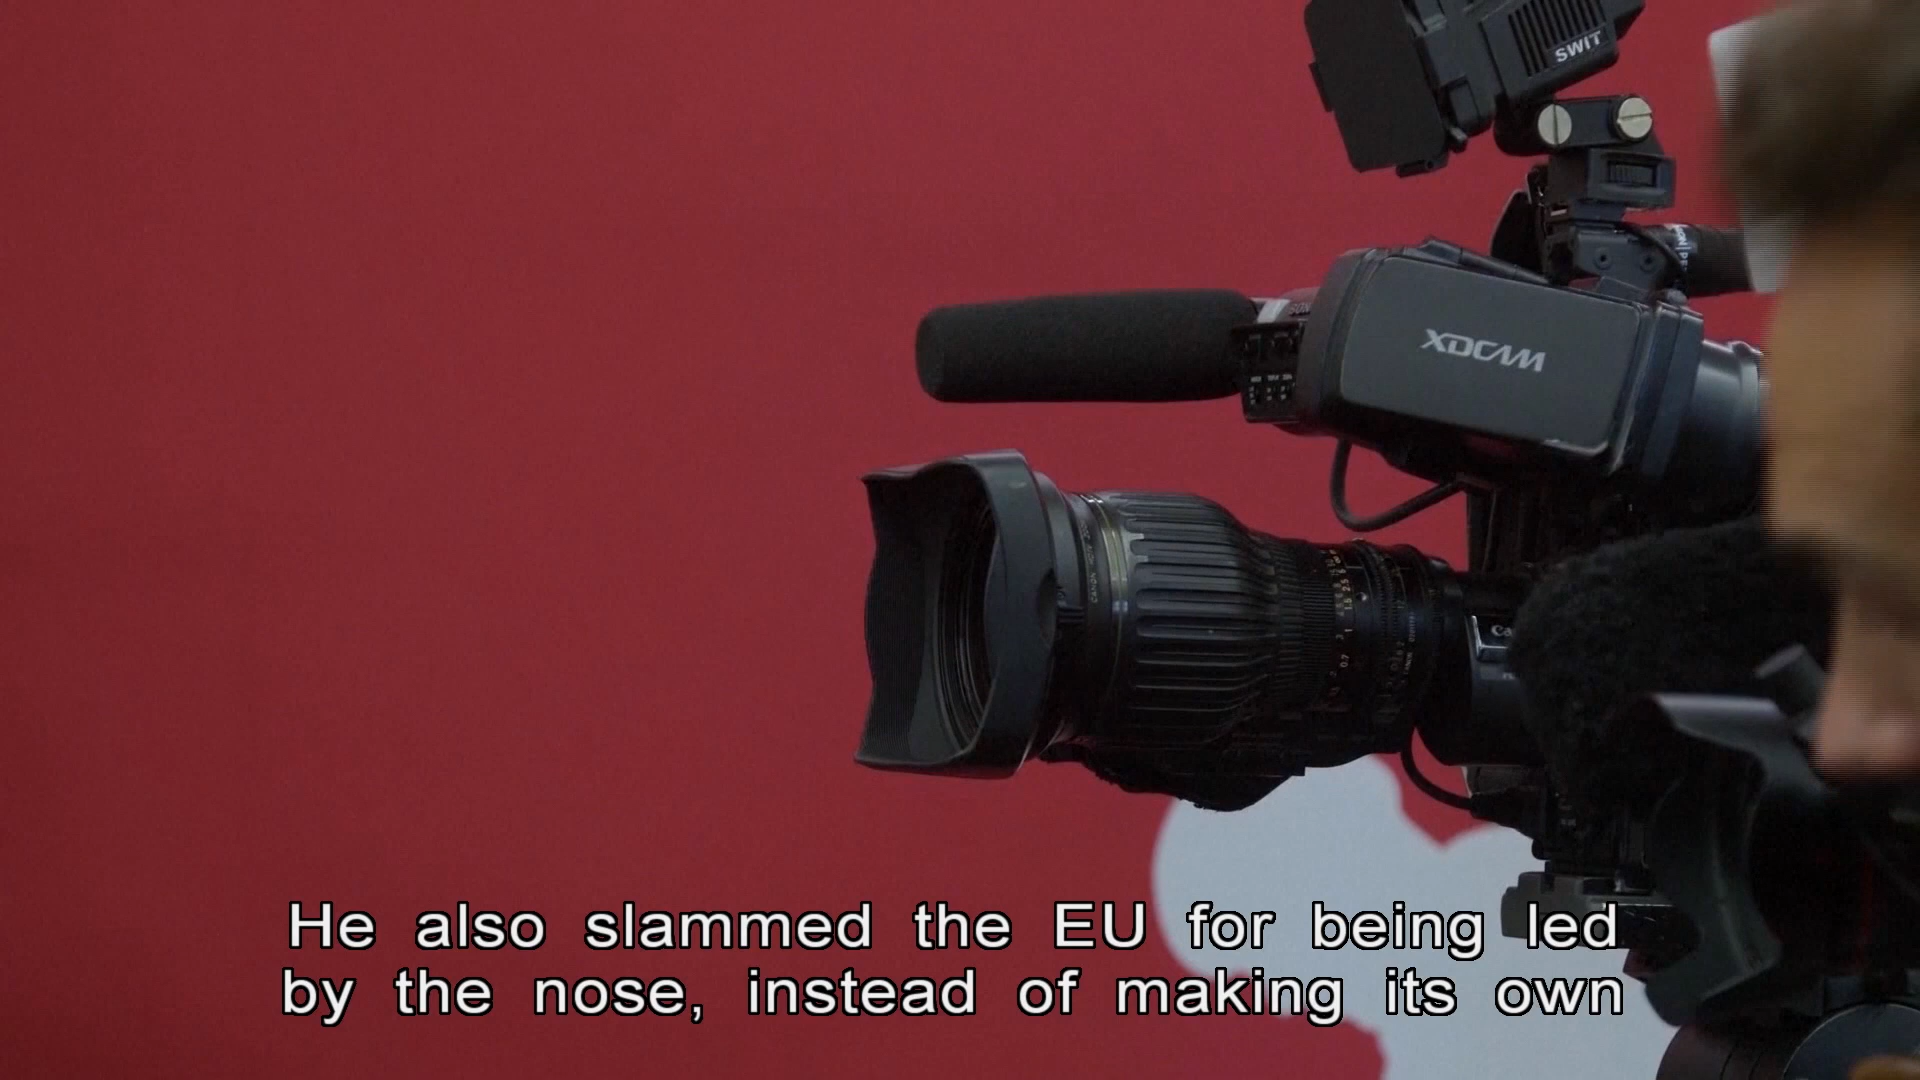 SWIT
XDCAM
He also slammed the EU for being led
by the nose, instead of making its own